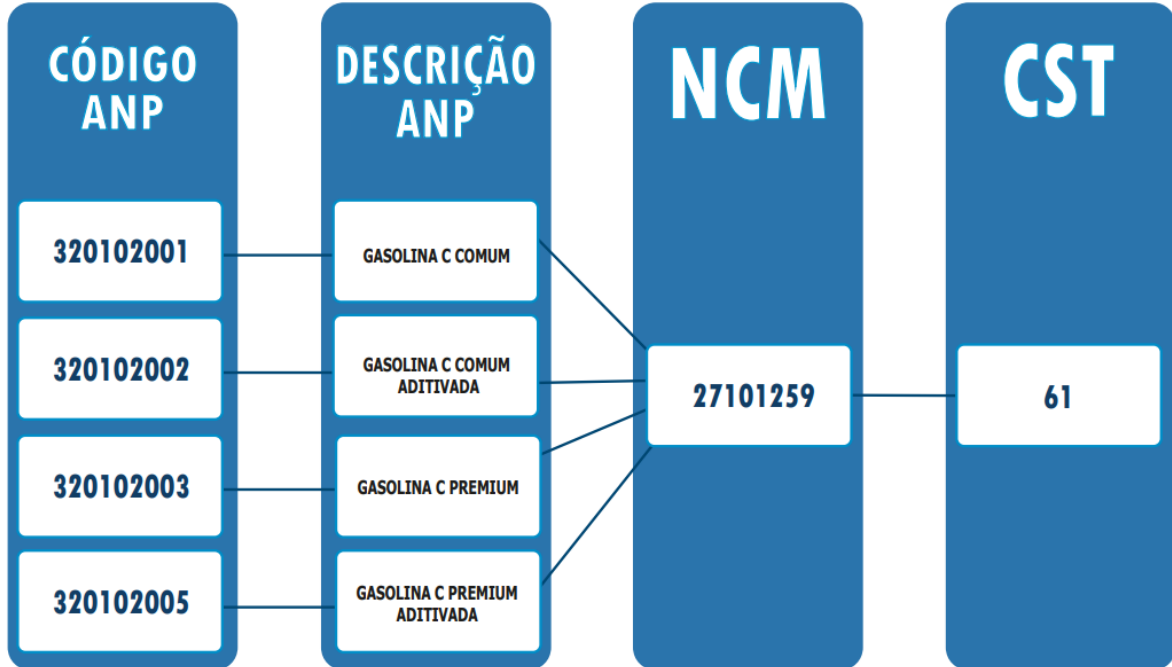 CÓDIGO
ANP
DESCRIÇÃO
ANP
NCM
CST
320102001
GASOLINA C COMUM
320102002
GASOLINA C COMUM
ADITIVADA
27101259
61
320102003
GASOLINA C PREMIUM
320102005
GASOLINA C PREMIUM
ADITIVADA